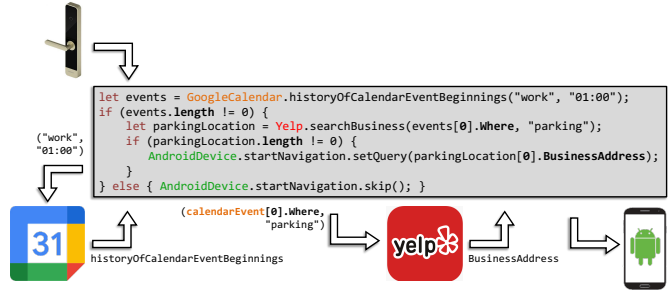 let events = GoogleCalendar.historyOfCalendarEventBeginnings("work", "01:00");
if (events.length != 0) {
let parkingLocation = Yelp.searchBusiness(events[0].Where, "parking");
if (parkingLocation.length != 0) {
AndroidDevice.startNavigation.setQuery(parkingLocation[0].BusinessAddress);
}
} else { AndroidDevice.startNavigation.skip(); }
("work",
"01:00")
31
historyOfCalendarEventBeginnings
(calendarEvent[0].Where,
"parking")
yelp
BusinessAddress